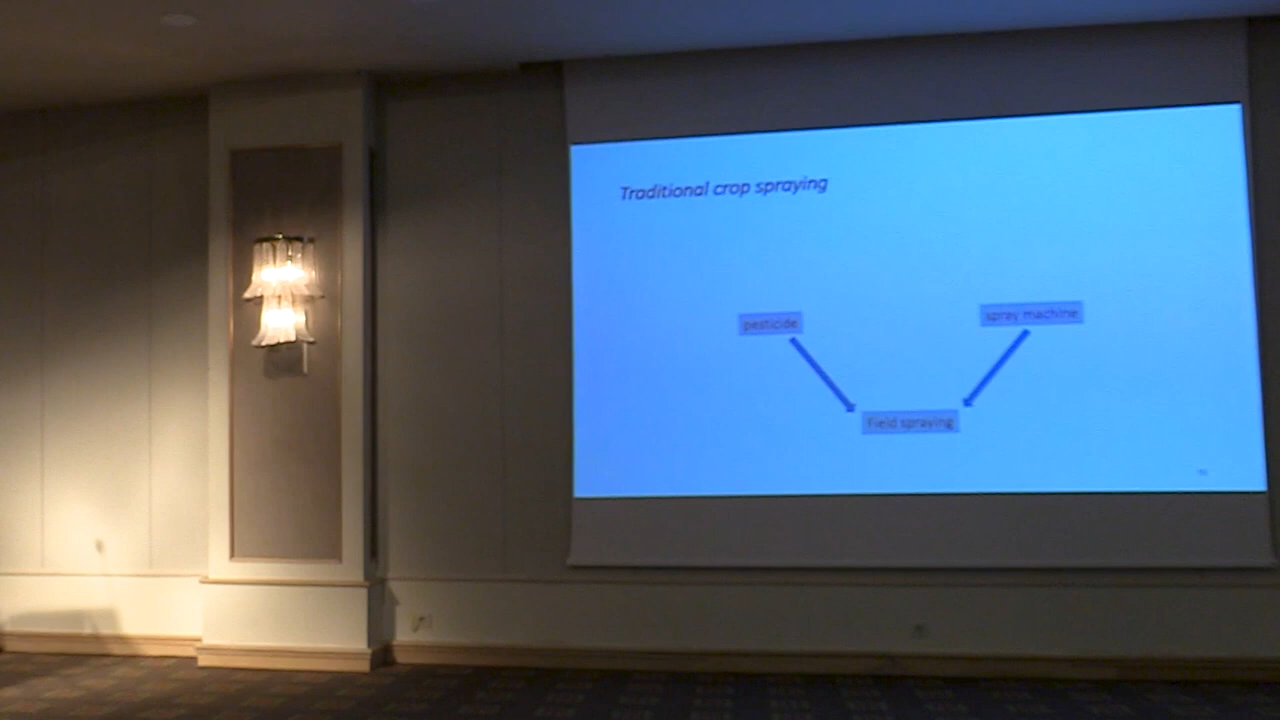 Traditional crop spraying
pesticide
spray machine
Field spraying